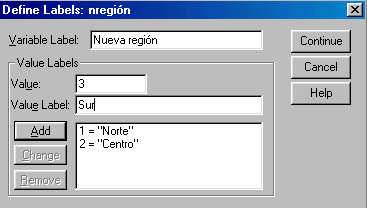 Define Labels: nregión
Variable Label: Nueva región
Continue
Value Labels
Cancel
Value: 3
Help
Value Label: Sur
Add
1 = "Norte"
2 = "Centro"
Change
Remove